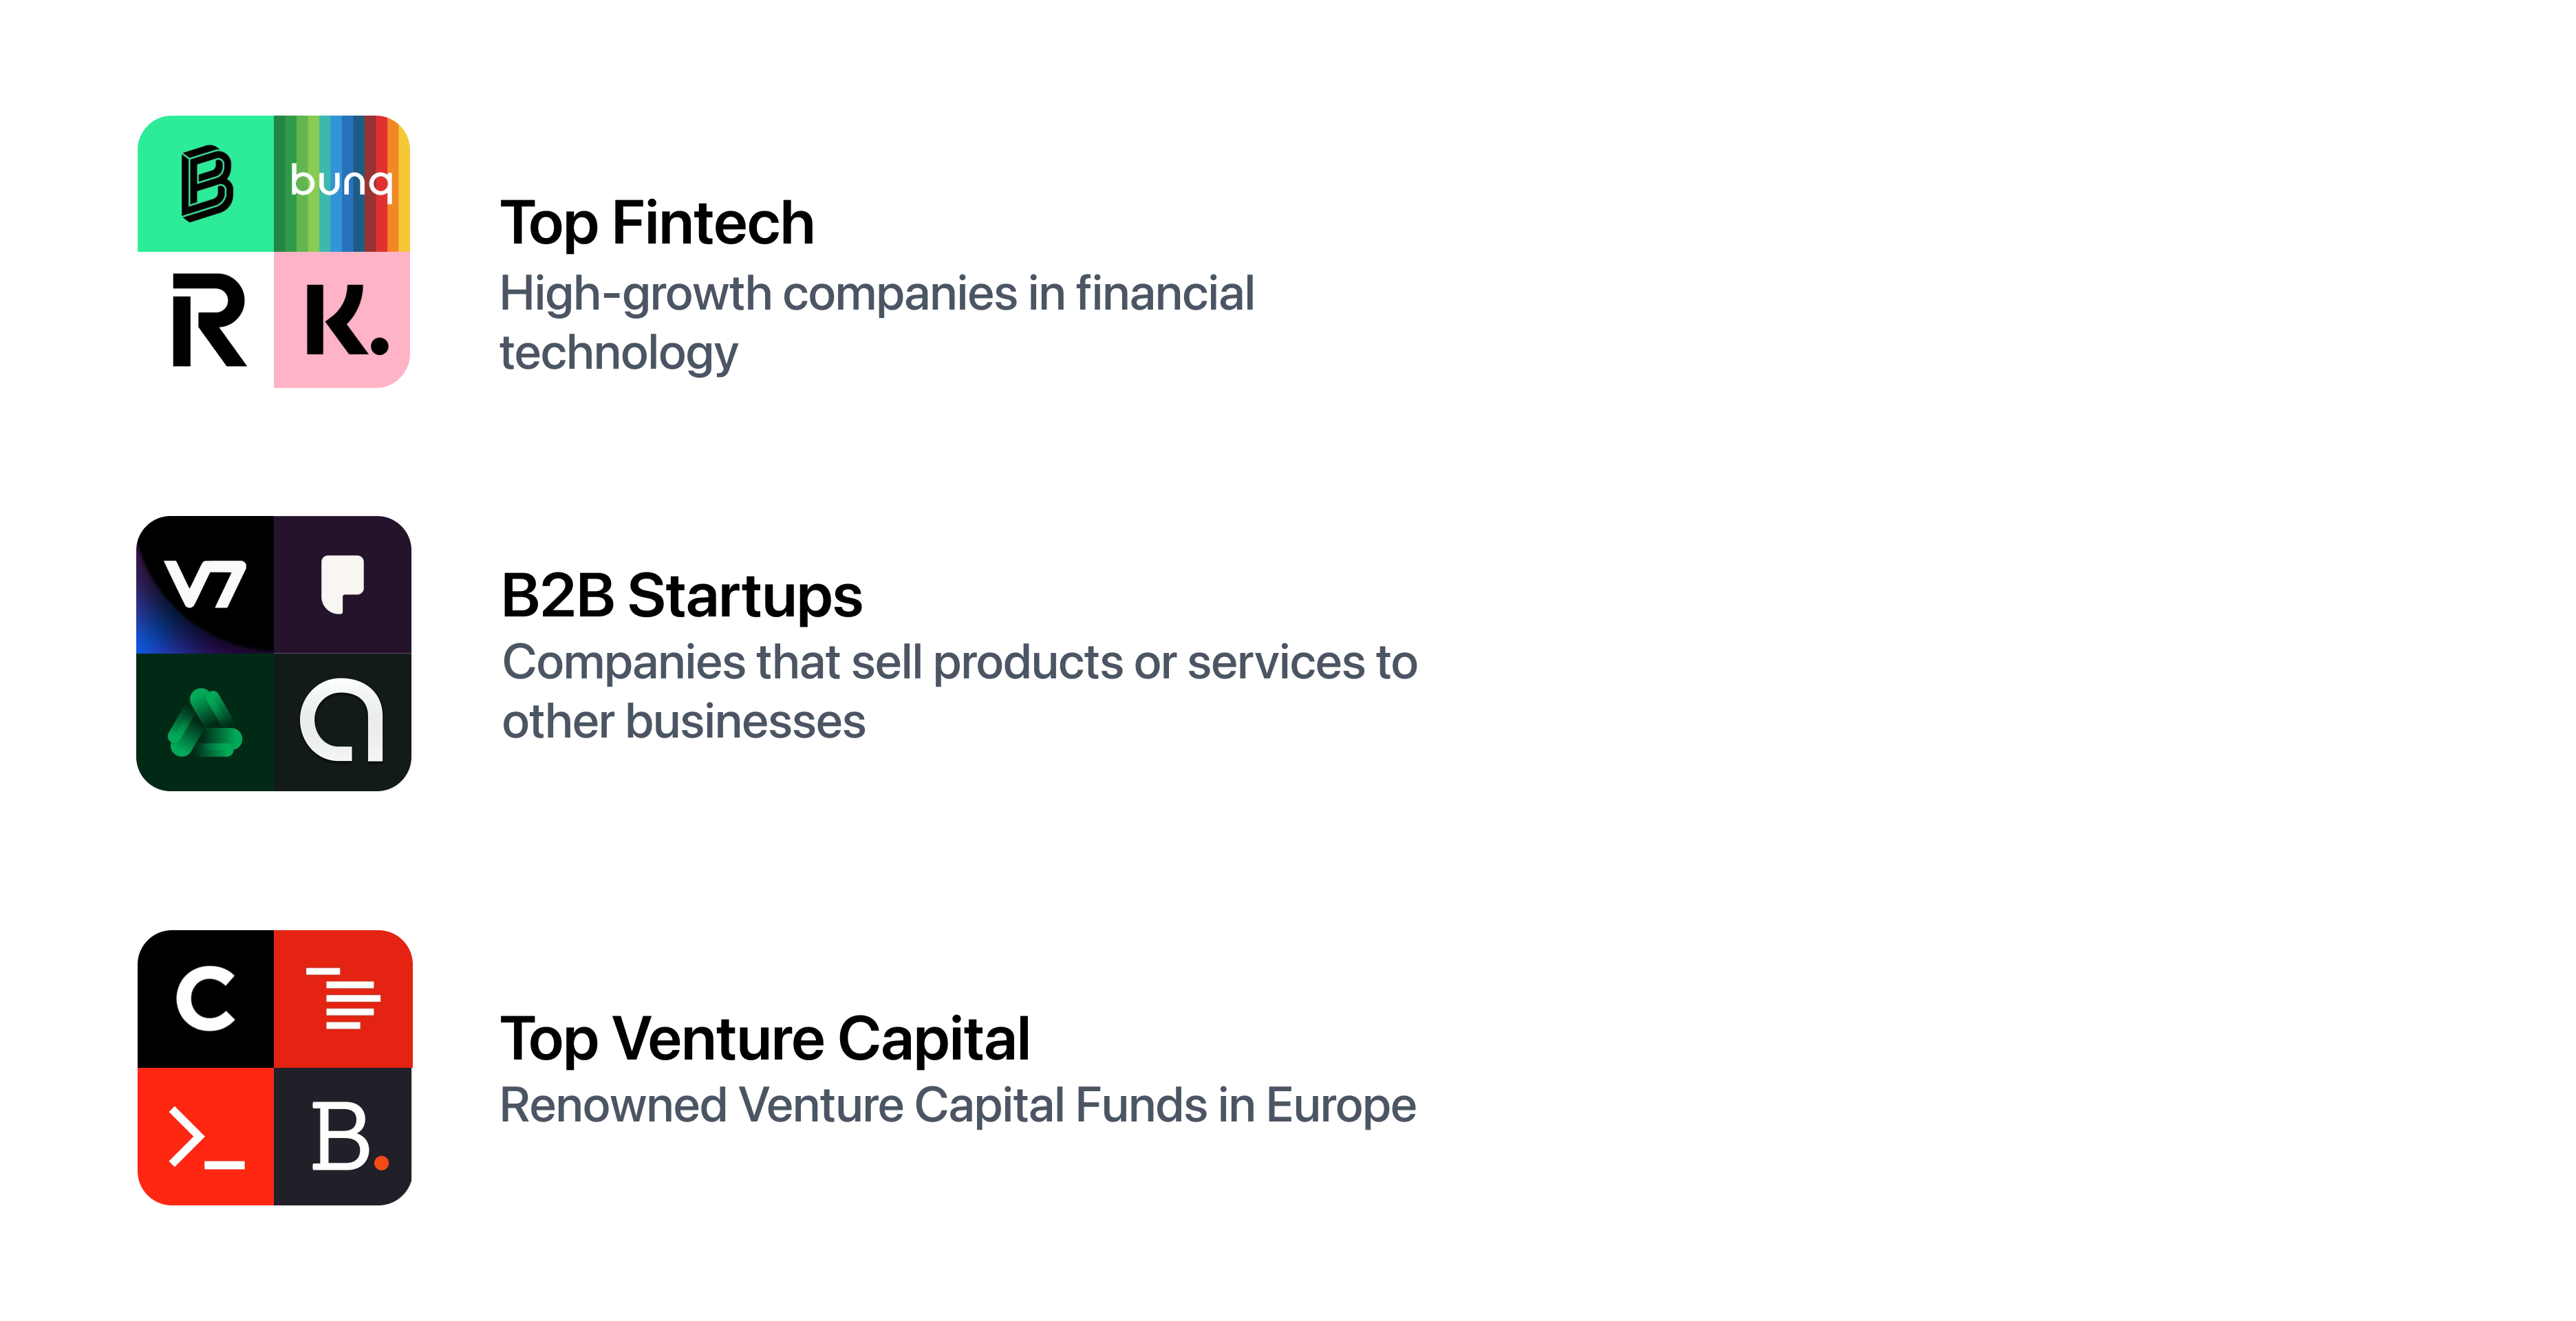 B
bunq
Top Fintech
High-growth companies in financial
technology
R
K.
V7
B2B Startups
Companies that sell products or services to
other businesses
a
C
Top Venture Capital
Renowned Venture Capital Funds in Europe
>_
B.